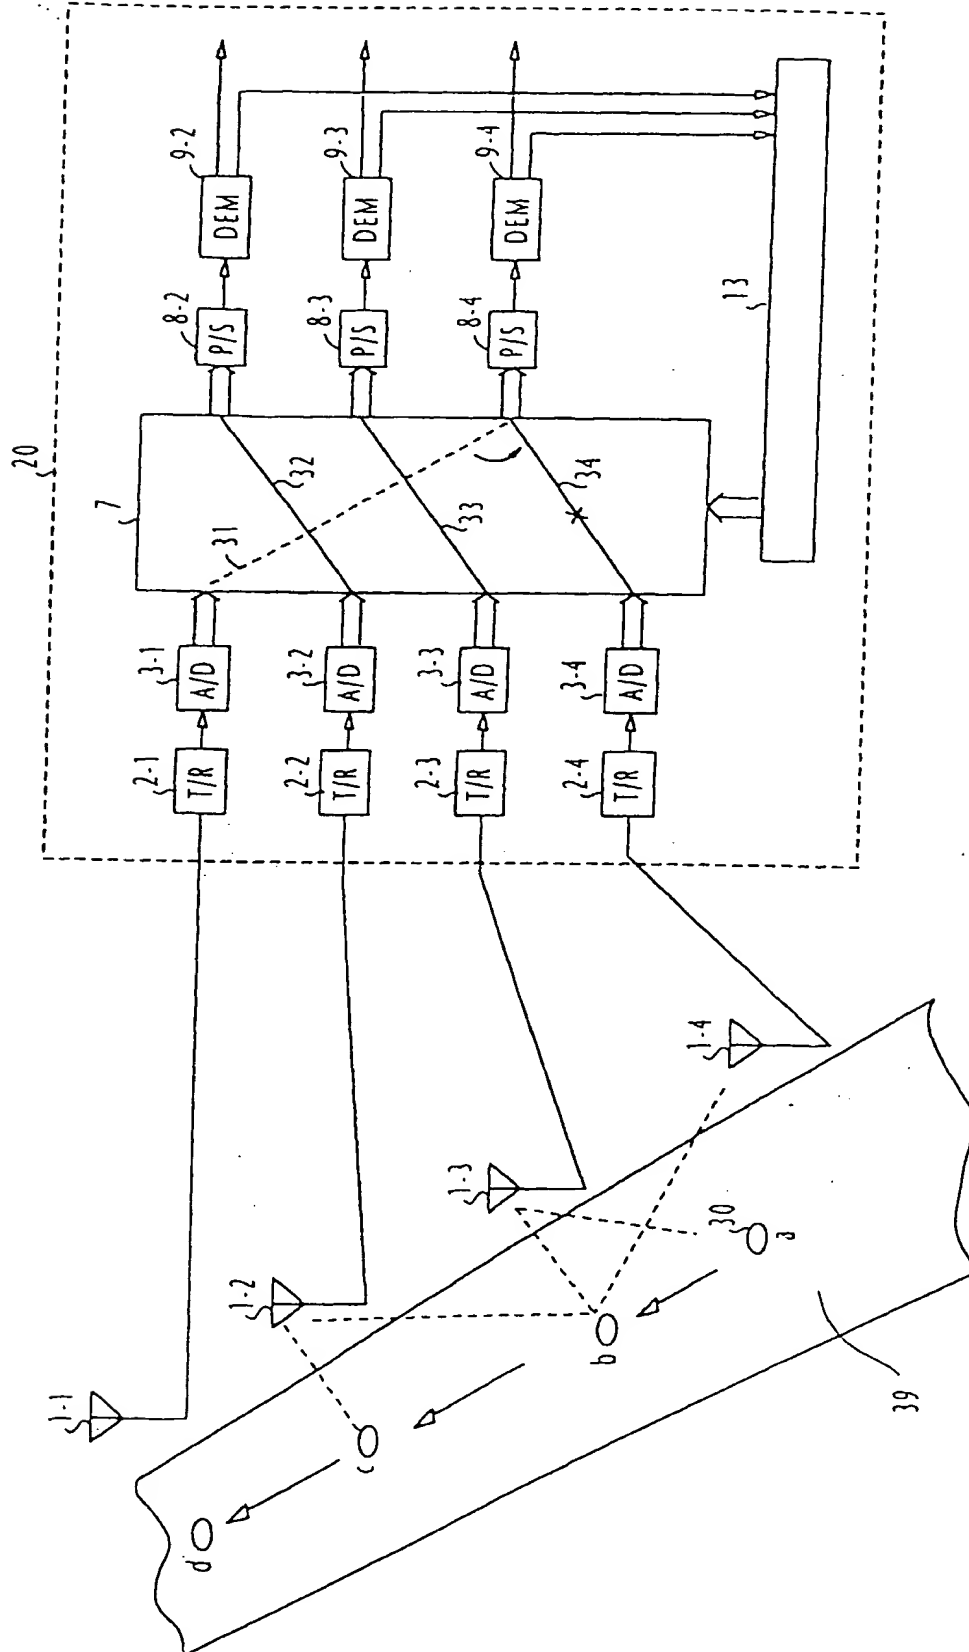 20
7
1-1
2-1
T/R
3-1
A/D
31
32
8-2
P/S
9-2
DEM
1-2
2-2
T/R
3-2
A/D
33
8-3
P/S
9-3
DEM
1-3
2-3
T/R
3-3
A/D
34
8-4
P/S
9-4
DEM
1-4
2-4
T/R
3-4
A/D
13
d
c
b
30
a
39